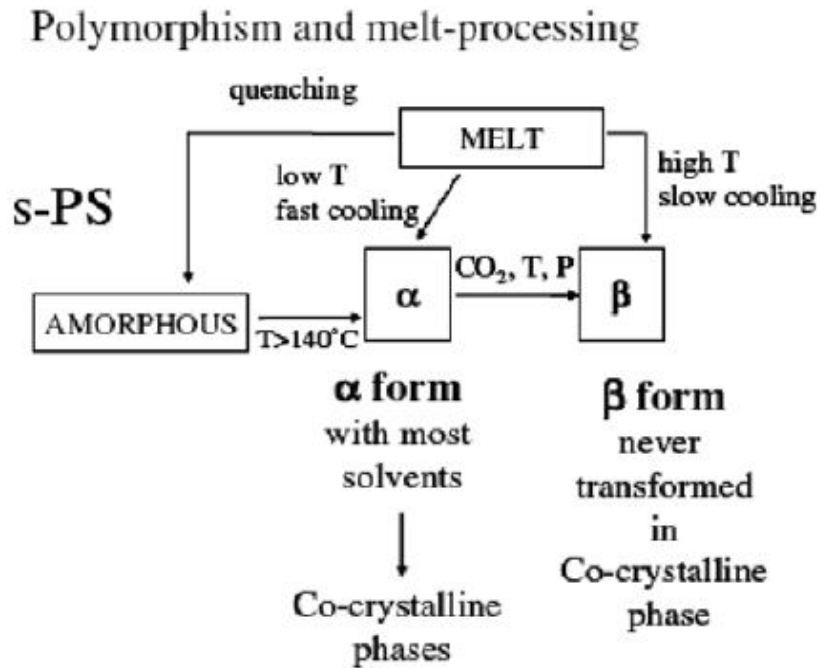 Polymorphism and melt-processing
quenching
MELT
low T
fast cooling
high T
slow cooling
s-PS
AMORPHOUS
T>140°C
α
CO₂, T, P
β
α form
with most
solvents
Co-crystalline
phases
β form
never
transformed
in
Co-crystalline
phase